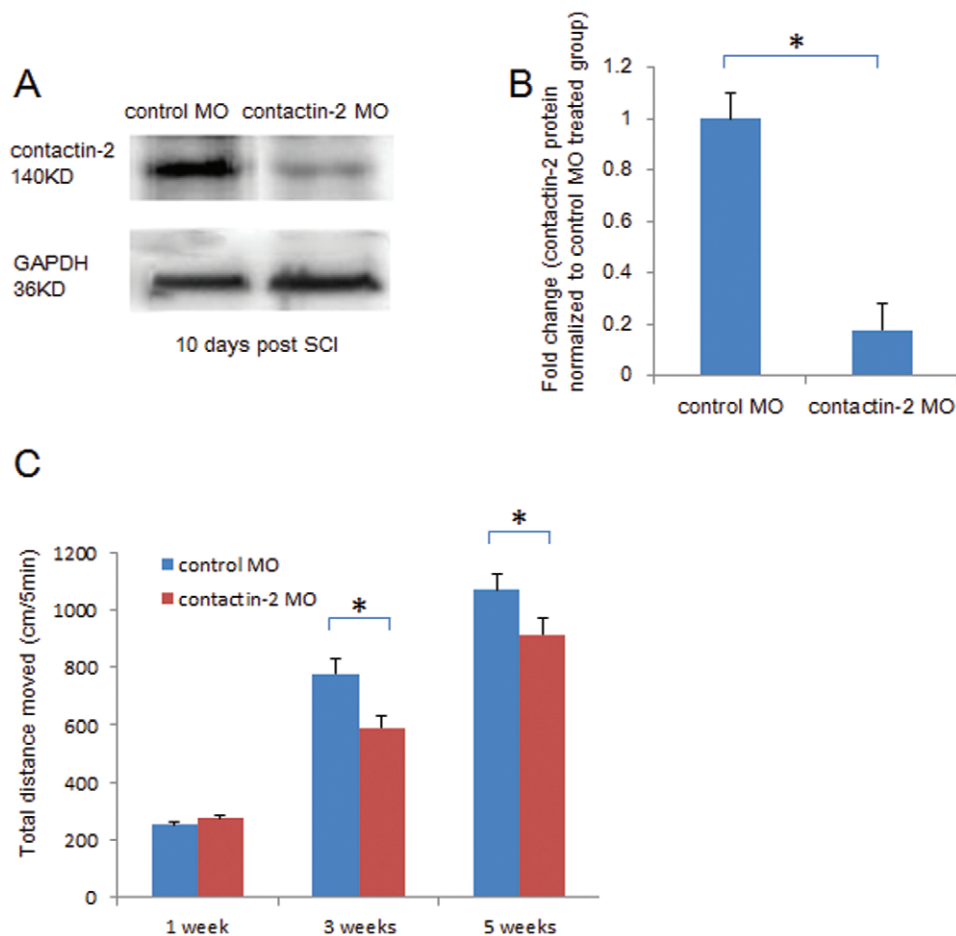 A
control MO contactin-2 MO
contactin-2
140KD
GAPDH
36KD
10 days post SCI
B
Fold change (contactin-2 protein
normalized to control MO treated group)
1.2
1
0.8
0.6
0.4
0.2
0
*
control MO contactin-2 MO
C
Total distance moved (cm/5min)
1200
1000
800
600
400
200
0
control MO
contactin-2 MO
*
*
1 week 3 weeks 5 weeks